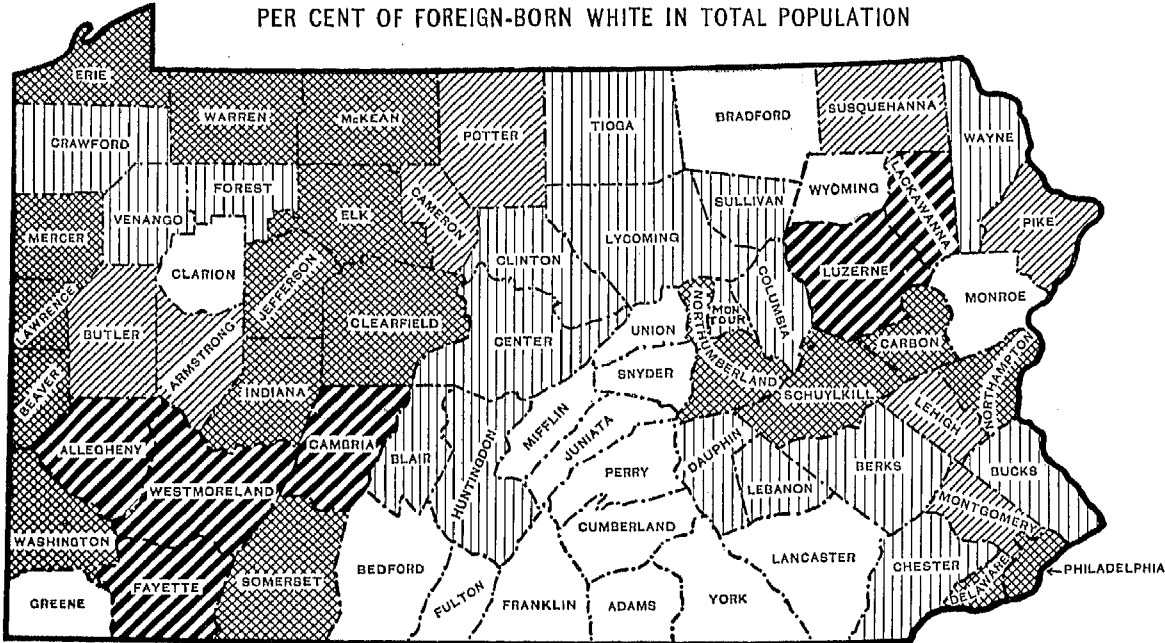 PER CENT OF FOREIGN-BORN WHITE IN TOTAL POPULATION
ERIE
WARREN
McKEAN
CRAWFORD
POTTER
TIOGA
BRADFORD
SUSQUEHANNA
WAYNE
FOREST
VENANGO
ELK
CAMERON
SULLIVAN
WYOMING
LACKAWANNA
PIKE
MERCER
CLARION
JEFFERSON
CLINTON
LYCOMING
COLUMBIA
LUZERNE
MONROE
LAWRENCE
BUTLER
ARMSTRONG
CLEARFIELD
CENTER
UNION
NORTHUMBERLAND
MON
TOUR
CARBON
BEAVER
INDIANA
SNYDER
SCHUYLKILL
LEHIGH
NORTHAMPTON
ALLEGHENY
CAMBRIA
BLAIR
HUNTINGDON
MIFFLIN
JUNIATA
PERRY
DAUPHIN
LEBANON
BERKS
BUCKS
WESTMORELAND
MONTGOMERY
WASHINGTON
CUMBERLAND
LANCASTER
CHESTER
DELAWARE
PHILADELPHIA
GREENE
FAYETTE
SOMERSET
BEDFORD
FULTON
FRANKLIN
ADAMS
YORK